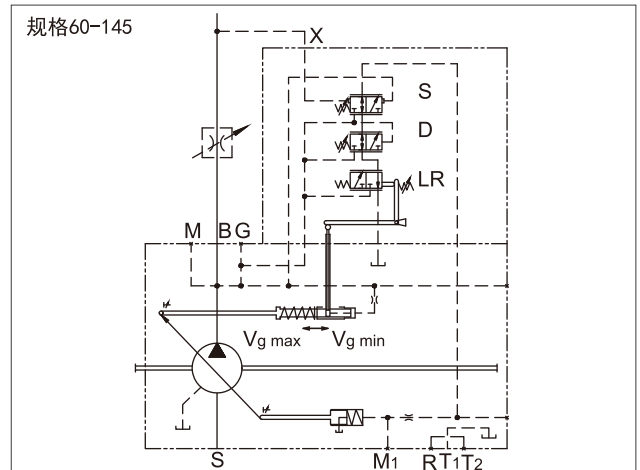 规格60-145
X
S
D
LR
M B G
Vg max Vg min
S M1 R T1 T2